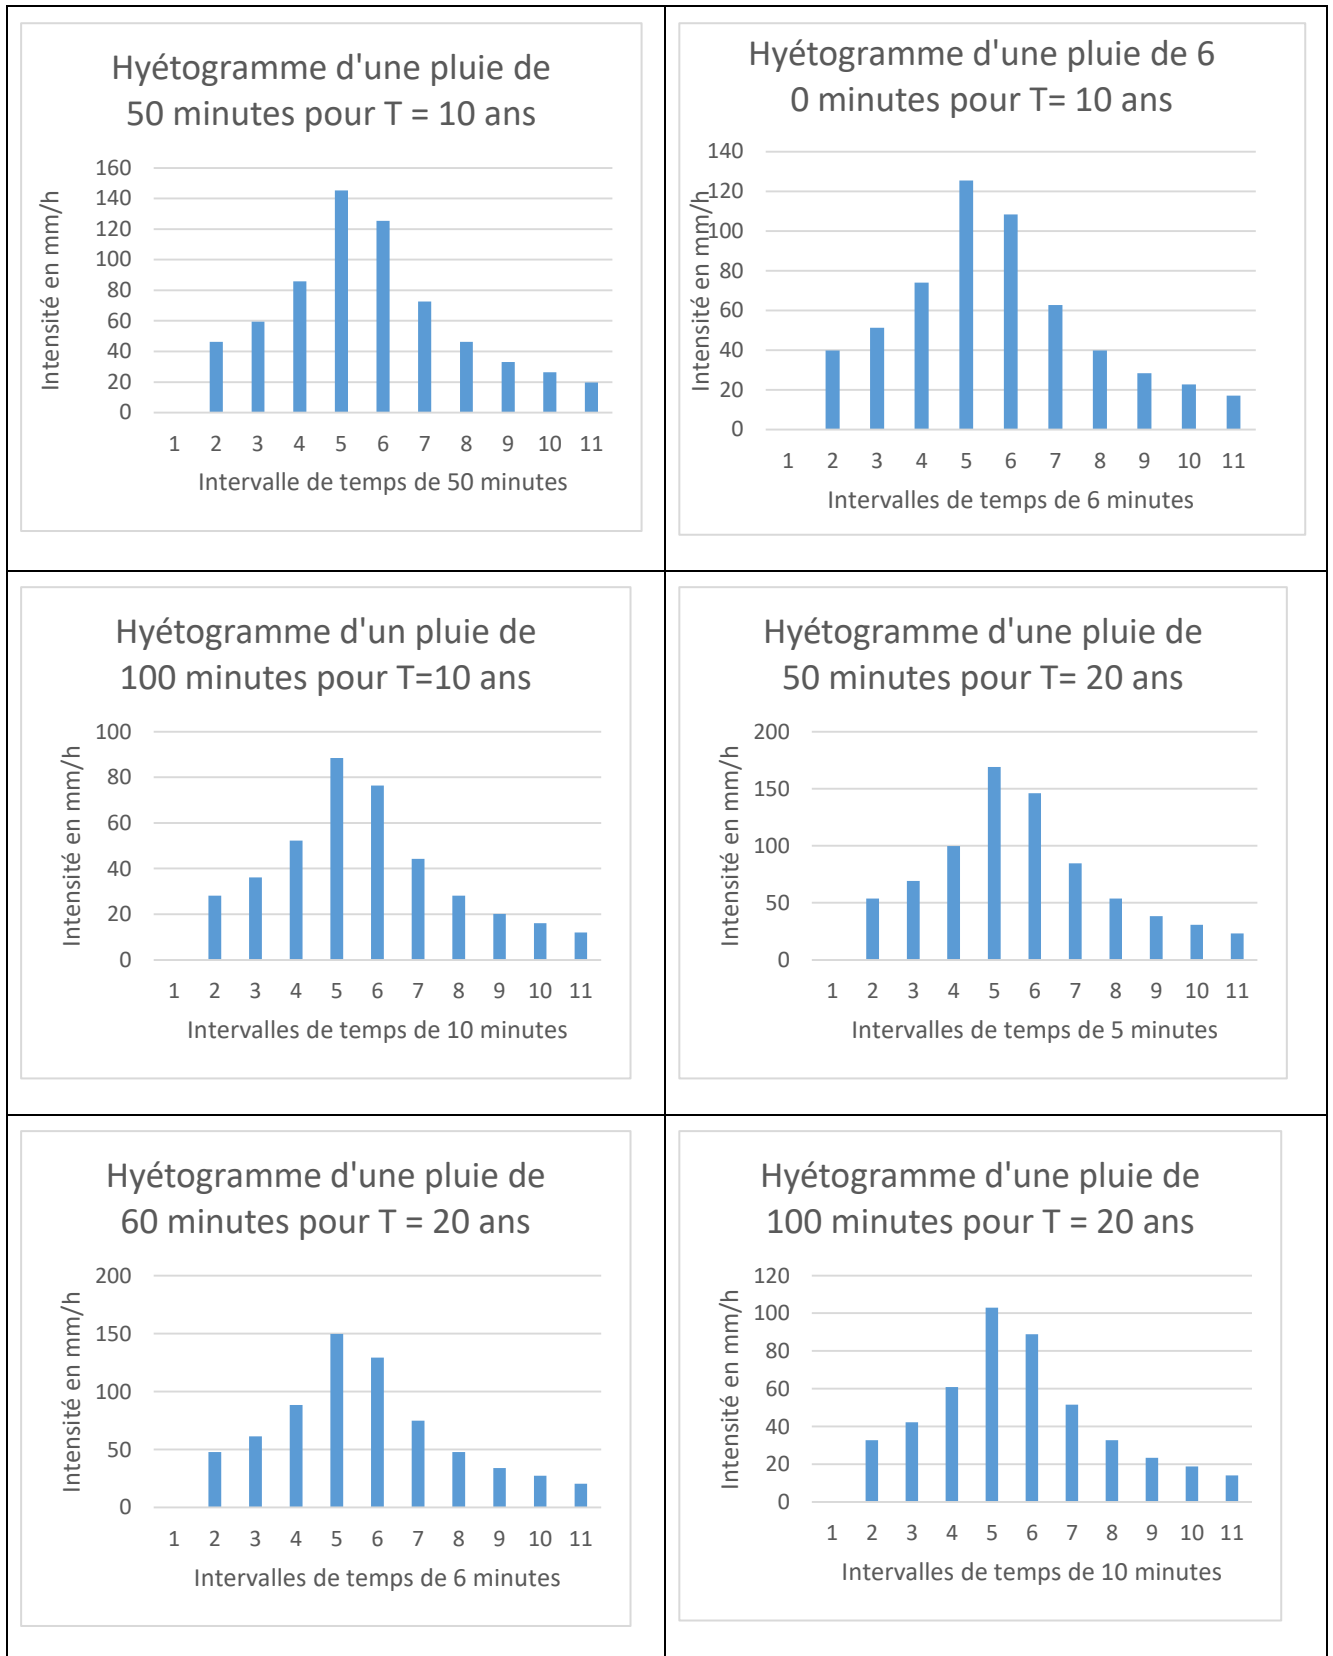 Hyétogramme d'une pluie de
50 minutes pour T = 10 ans
Intensité en mm/h
160
140
120
100
80
60
40
20
0
1 2 3 4 5 6 7 8 9 10 11
Intervalle de temps de 50 minutes
Hyétogramme d'une pluie de 6
0 minutes pour T= 10 ans
Intensité en mm/h
140
120
100
80
60
40
20
0
1 2 3 4 5 6 7 8 9 10 11
Intervalles de temps de 6 minutes
Hyétogramme d'un pluie de
100 minutes pour T=10 ans
Intensité en mm/h
100
80
60
40
20
0
1 2 3 4 5 6 7 8 9 10 11
Intervalles de temps de 10 minutes
Hyétogramme d'une pluie de
50 minutes pour T= 20 ans
Intensité en mm/h
200
150
100
50
0
1 2 3 4 5 6 7 8 9 10 11
Intervalles de temps de 5 minutes
Hyétogramme d'une pluie de
60 minutes pour T = 20 ans
Intensité en mm/h
200
150
100
50
0
1 2 3 4 5 6 7 8 9 10 11
Intervalles de temps de 6 minutes
Hyétogramme d'une pluie de
100 minutes pour T = 20 ans
Intensité en mm/h
120
100
80
60
40
20
0
1 2 3 4 5 6 7 8 9 10 11
Intervalles de temps de 10 minutes